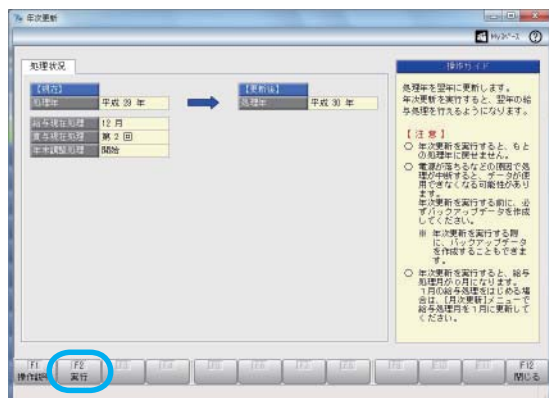 年次更新
Myスペース
処理状況
【現在】
処理年 平成 29 年
【更新後】
処理年 平成 30 年
給与現在処理 12 月
賞与現在処理 第 2 回
年末調整処理 開始
操作ガイド
処理年を翌年に更新します。
年次更新を実行すると、翌年の給
与処理を行えるようになります。
【注意】
○ 年次更新を実行すると、もと
の処理年に戻せません。
○ 電源が落ちるなどの原因で処
理が中断すると、データが使
用できなくなる可能性があり
ます。
年次更新を実行する前に、必
ずバックアップデータを作成
してください。
※ 年次更新を実行する際
に、バックアップデータ
を作成することもできま
す。
○ 年次更新を実行すると、給与
処理月が0月になります。
1月の給与処理をはじめる場
合は、[月次更新]メニューで
給与処理月を1月に更新して
ください。
F1 F2 F3 F4 F5 F6 F7 F8 F9 F10 F11 F12
操作説明 実行 閉じる